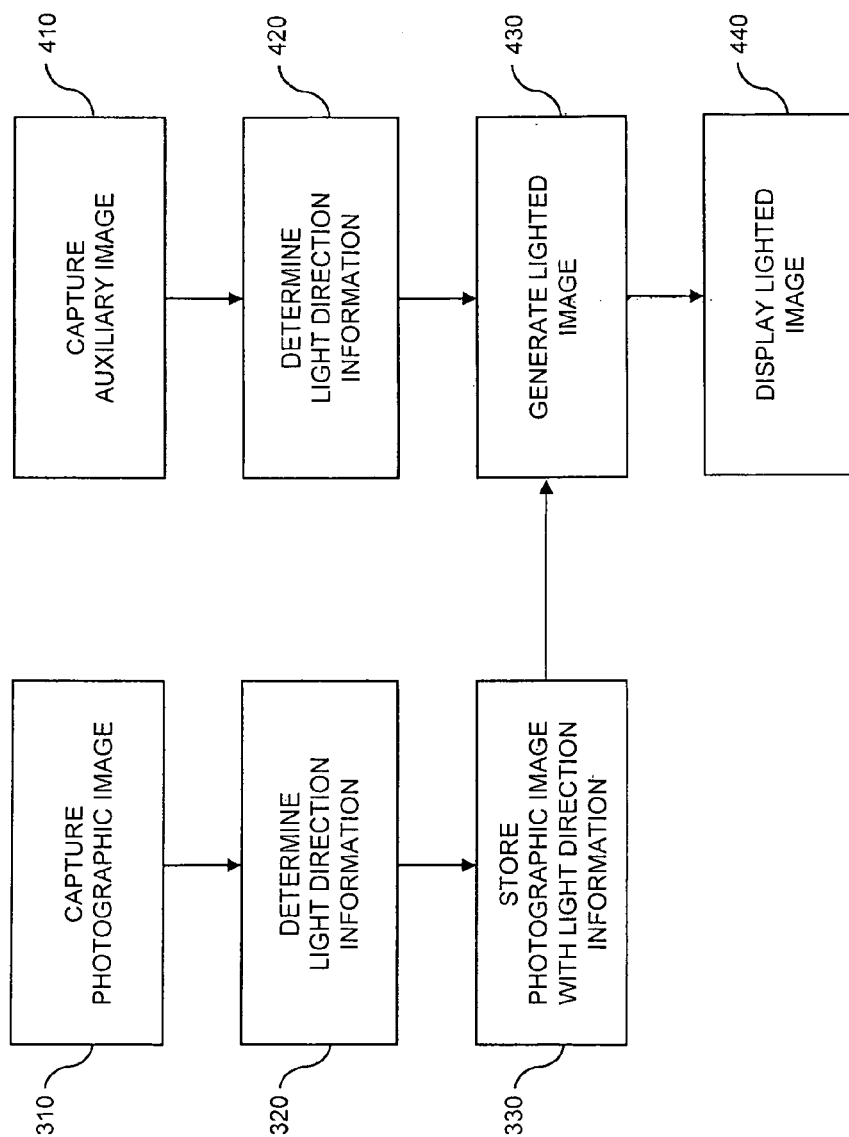 310
CAPTURE
PHOTOGRAPHIC IMAGE
320
DETERMINE
LIGHT DIRECTION
INFORMATION
330
STORE
PHOTOGRAPHIC IMAGE
WITH LIGHT DIRECTION
INFORMATION
410
CAPTURE
AUXILIARY IMAGE
420
DETERMINE
LIGHT DIRECTION
INFORMATION
430
GENERATE LIGHTED
IMAGE
440
DISPLAY LIGHTED
IMAGE